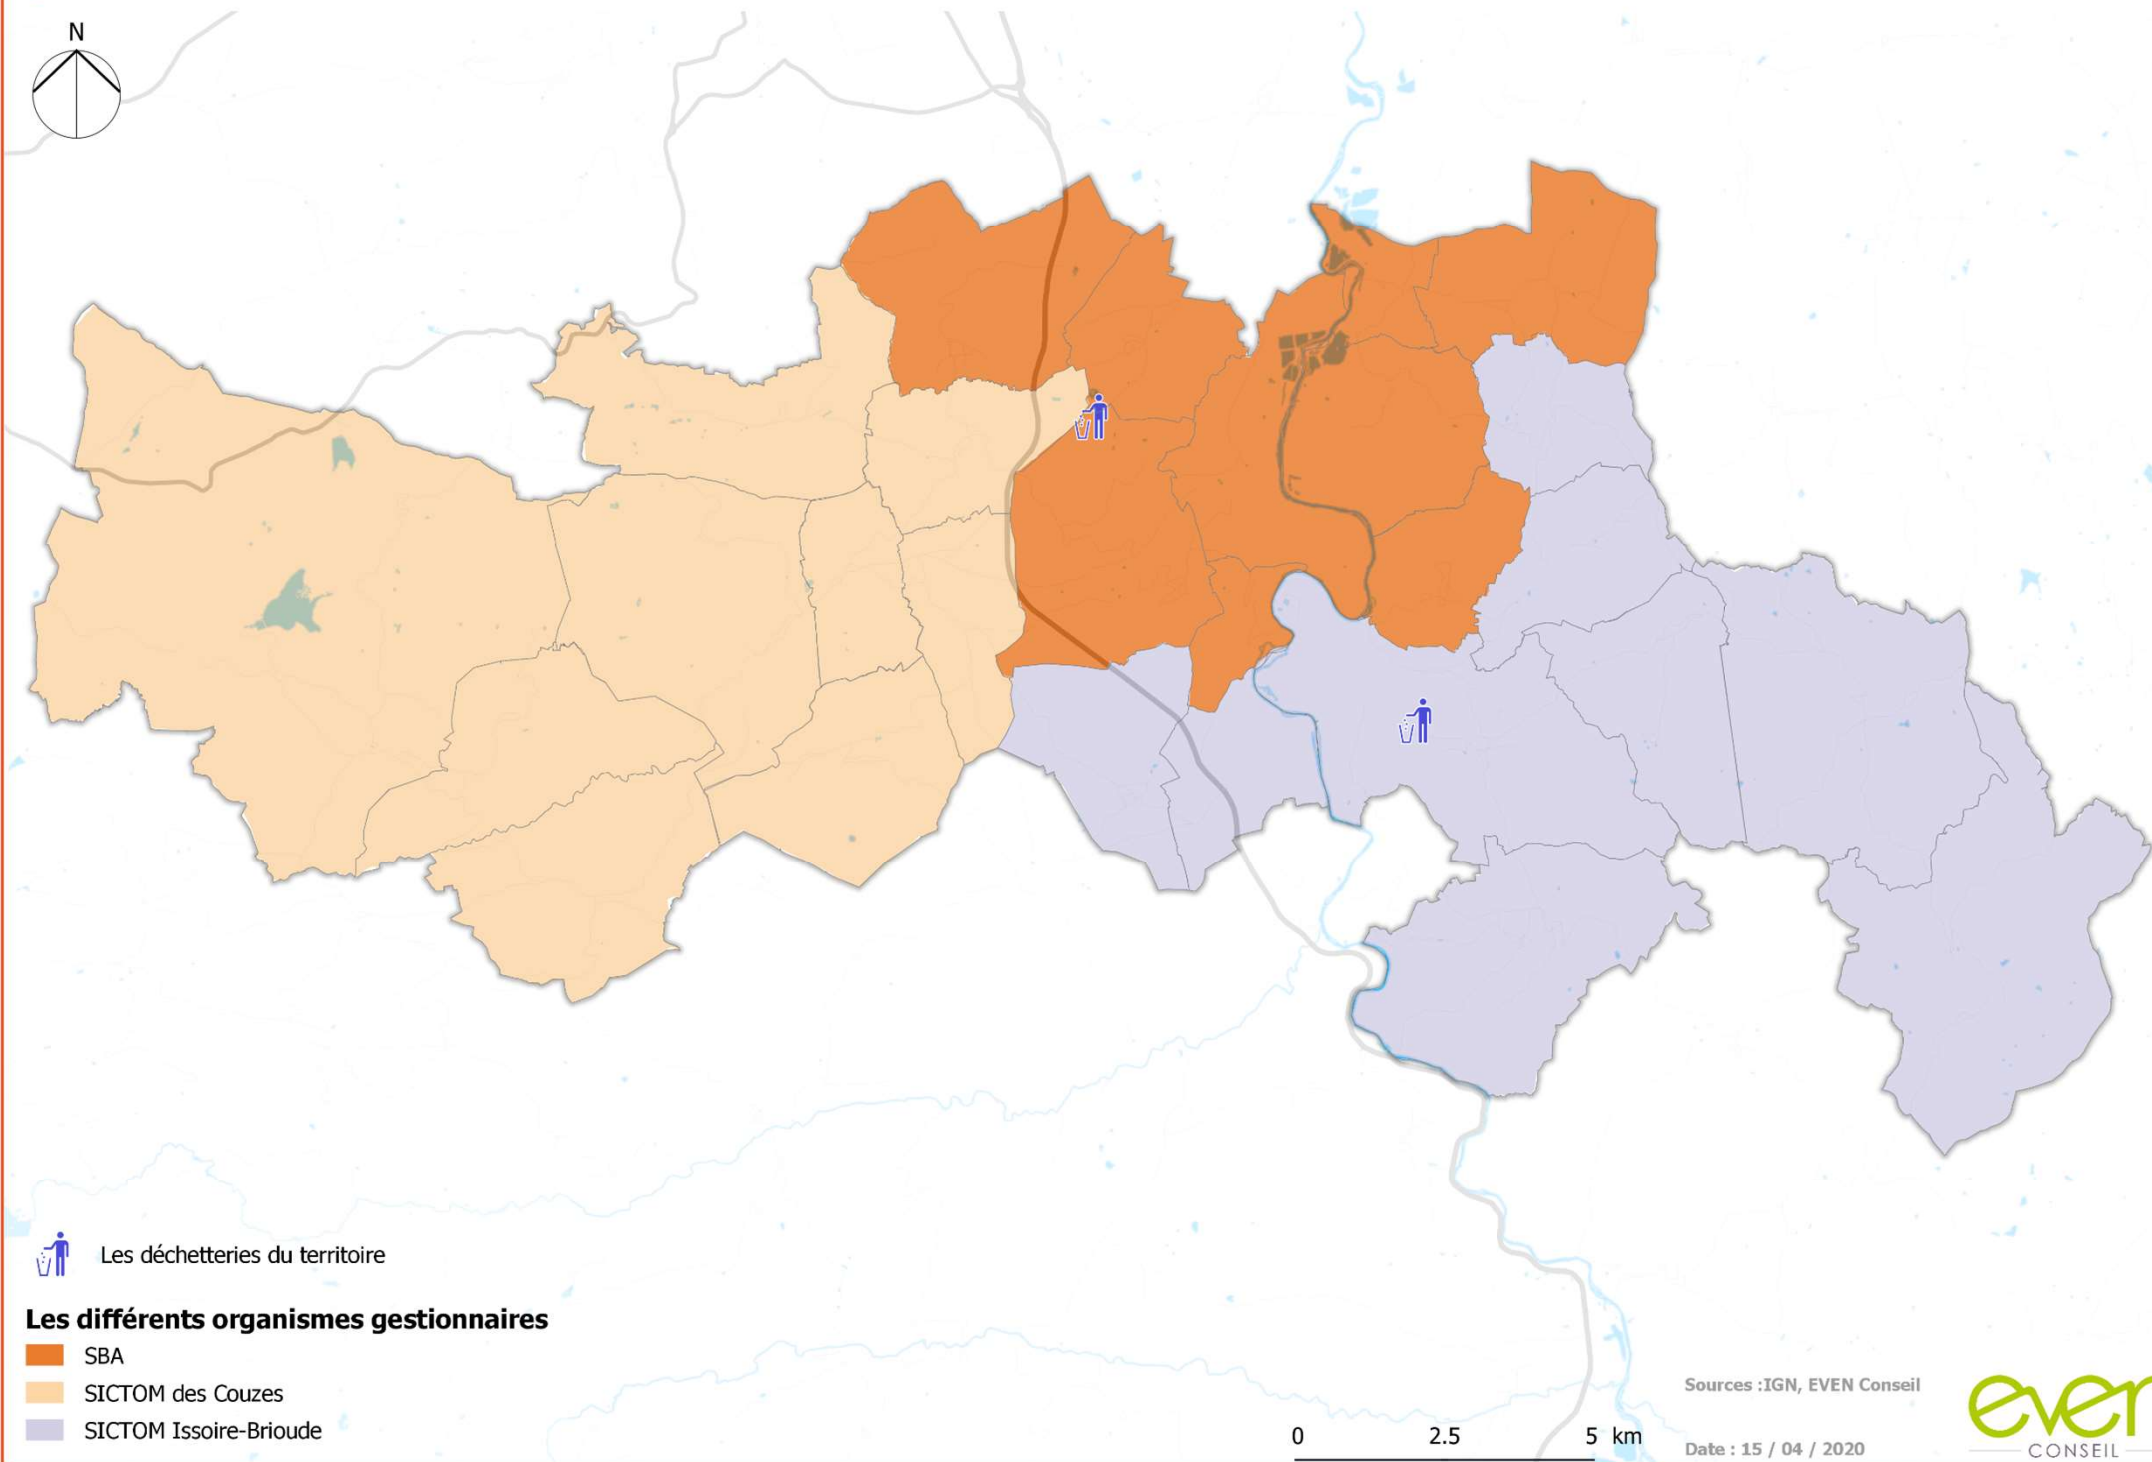 N
Les déchetteries du territoire
Les différents organismes gestionnaires
SBA
SICTOM des Couzes
SICTOM Issoire-Brioude
0 2.5 5 km
Sources :IGN, EVEN Conseil
Date : 15 / 04 / 2020
even
CONSEIL